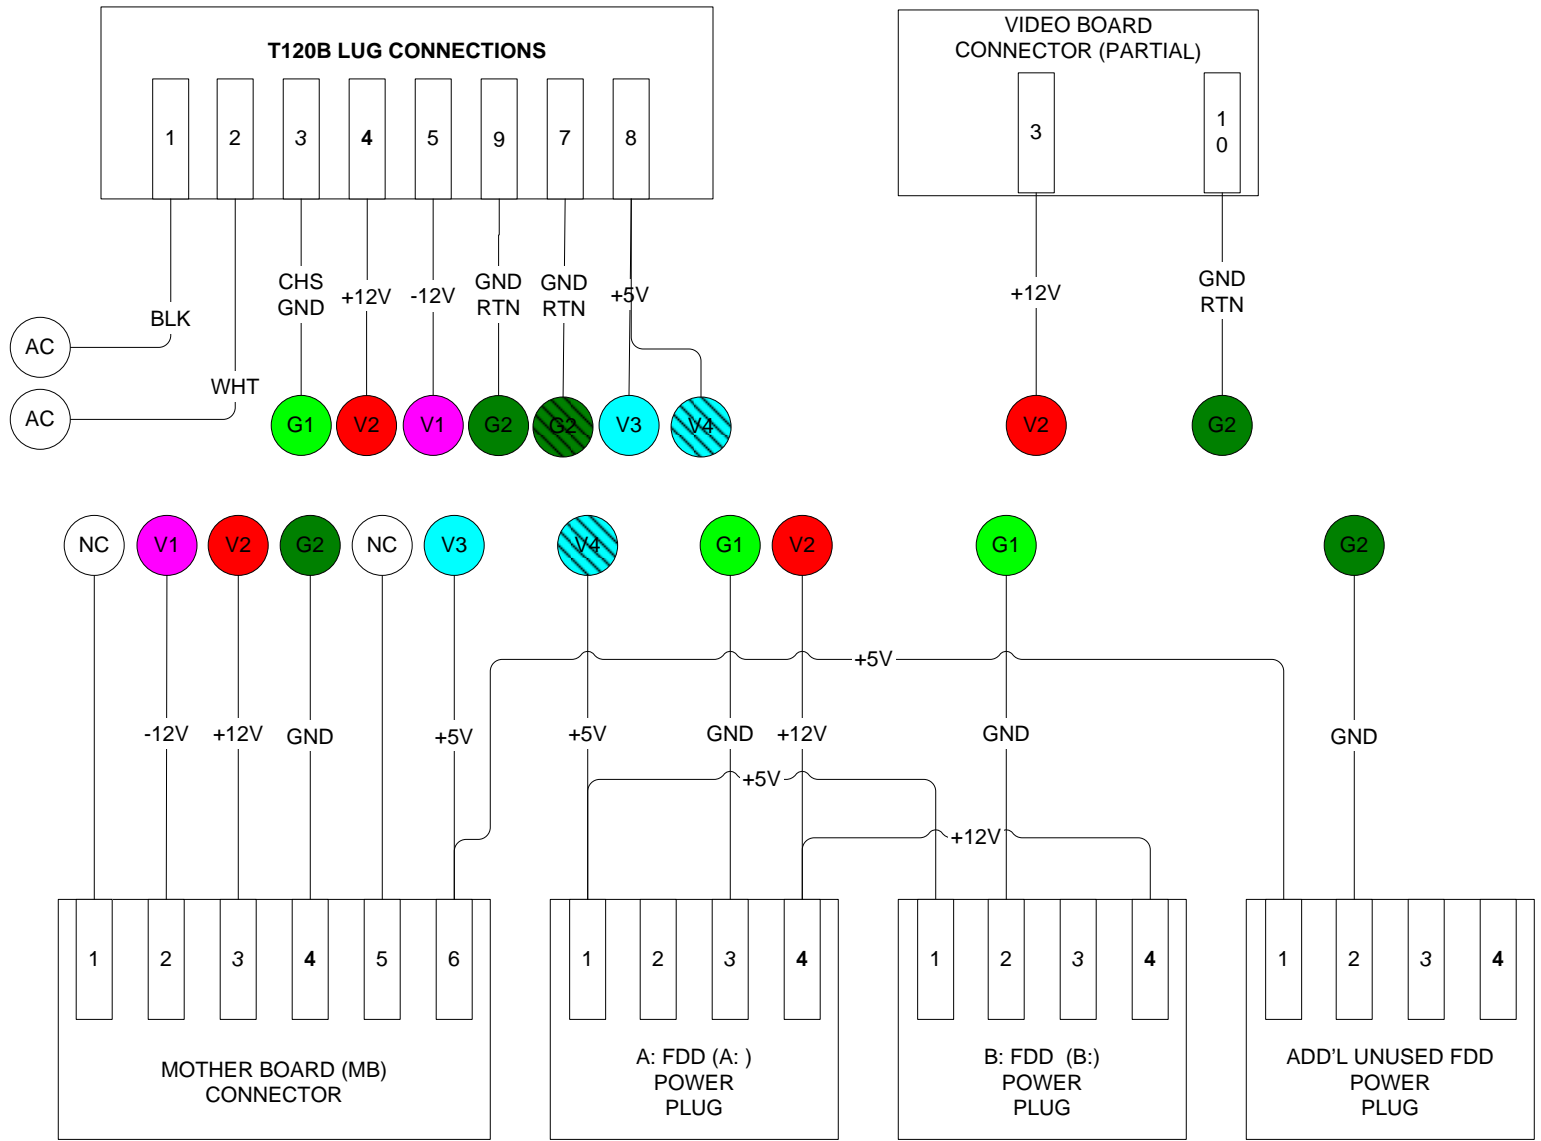 T120B LUG CONNECTIONS
1 2 3 4 5 9 7 8
VIDEO BOARD
CONNECTOR (PARTIAL)
3
1
0
CHS
GND
+12V
-12V
GND
RTN
GND
RTN
+5V
+12V
GND
RTN
BLK
AC
WHT
AC
G1 V2 V1 G2 G2 V3 V4
V2 G2
NC V1 V2 G2 NC V3 V4 G1 V2 G1 G2
+5V
-12V +12V GND +5V +5V GND +12V GND GND
+5V
+12V
1 2 3 4 5 6
1 2 3 4
1 2 3 4
1 2 3 4
MOTHER BOARD (MB)
CONNECTOR
A: FDD (A: )
POWER
PLUG
B: FDD (B:)
POWER
PLUG
ADD'L UNUSED FDD
POWER
PLUG